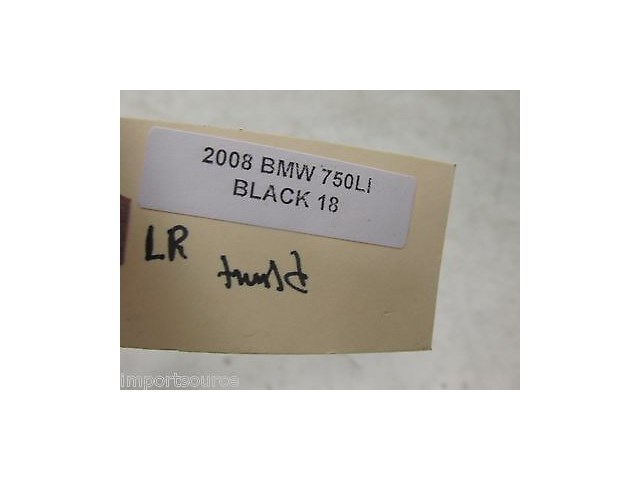 2008 BMW 750LI
BLACK 18
LR
importsource